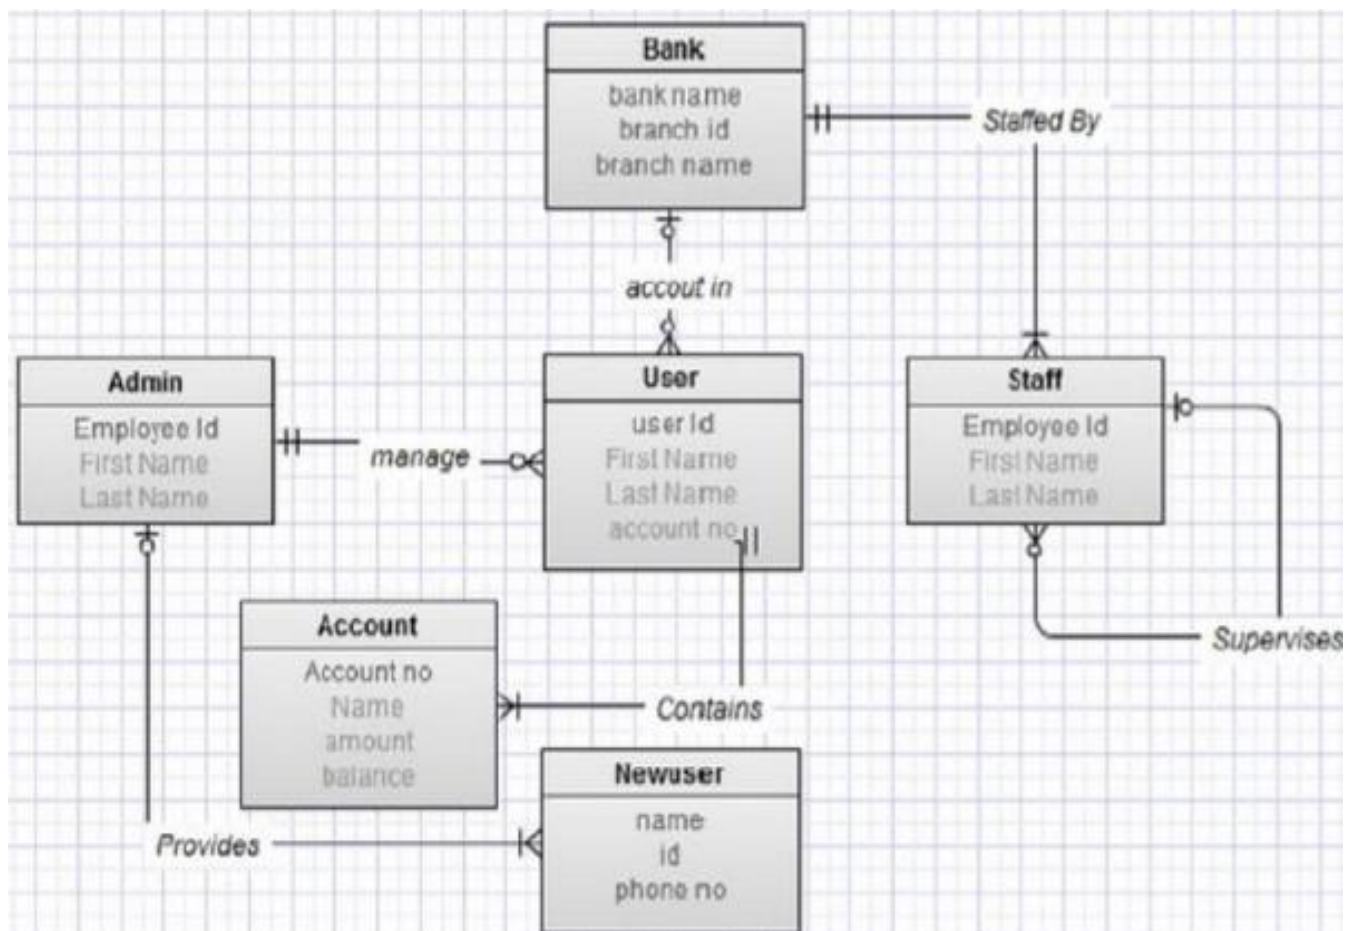 Bank
bank name
branch id
branch name
Staffed By
accout in
Admin
Employee Id
First Name
Last Name
manage
User
user Id
First Name
Last Name
account no
Staff
Employee Id
First Name
Last Name
Supervises
Account
Account no
Name
amount
balance
Contains
Newuser
name
id
phone no
Provides